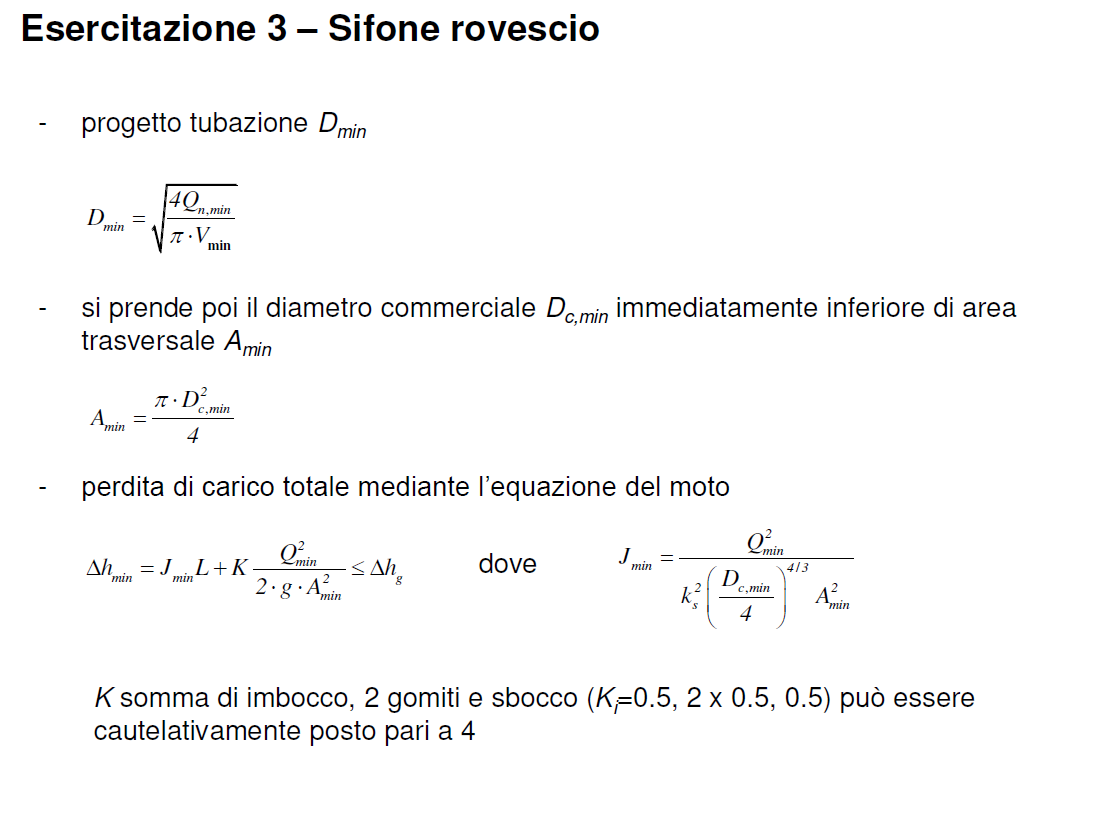 Esercitazione 3 – Sifone rovescio
- progetto tubazione D_min
D_min = √(4Q_n,min / (π · V_min))
- si prende poi il diametro commerciale D_c,min immediatamente inferiore di area
trasversale A_min
A_min = (π · D²_c,min) / 4
- perdita di carico totale mediante l'equazione del moto
Δh_min = J_min L + K Q²_min / (2 · g · A²_min) ≤ Δh_g dove J_min = Q²_min / (k_s² (D_c,min / 4)^4/3 A²_min)
K somma di imbocco, 2 gomiti e sbocco (K_i=0.5, 2 x 0.5, 0.5) può essere
cautelativamente posto pari a 4